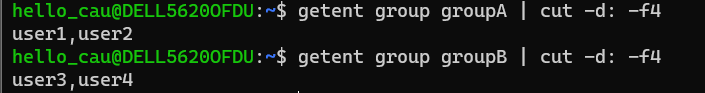 hello_cau@DELL5620OFDU:~$ getent group groupA | cut -d: -f4
user1,user2
hello_cau@DELL5620OFDU:~$ getent group groupB | cut -d: -f4
user3,user4